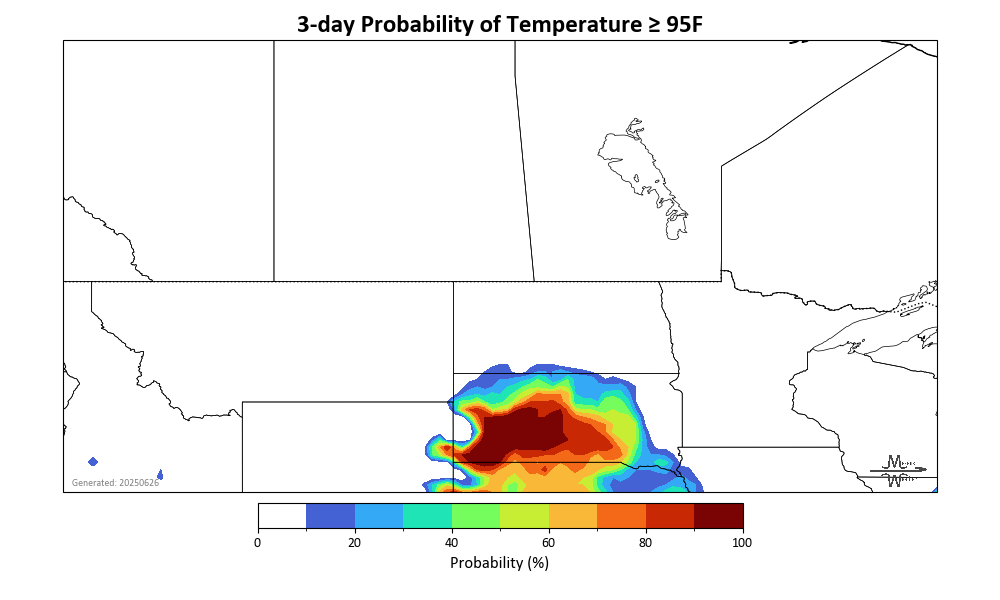 3-day Probability of Temperature ≥ 95F
Generated: 20250626
0 20 40 60 80 100
Probability (%)